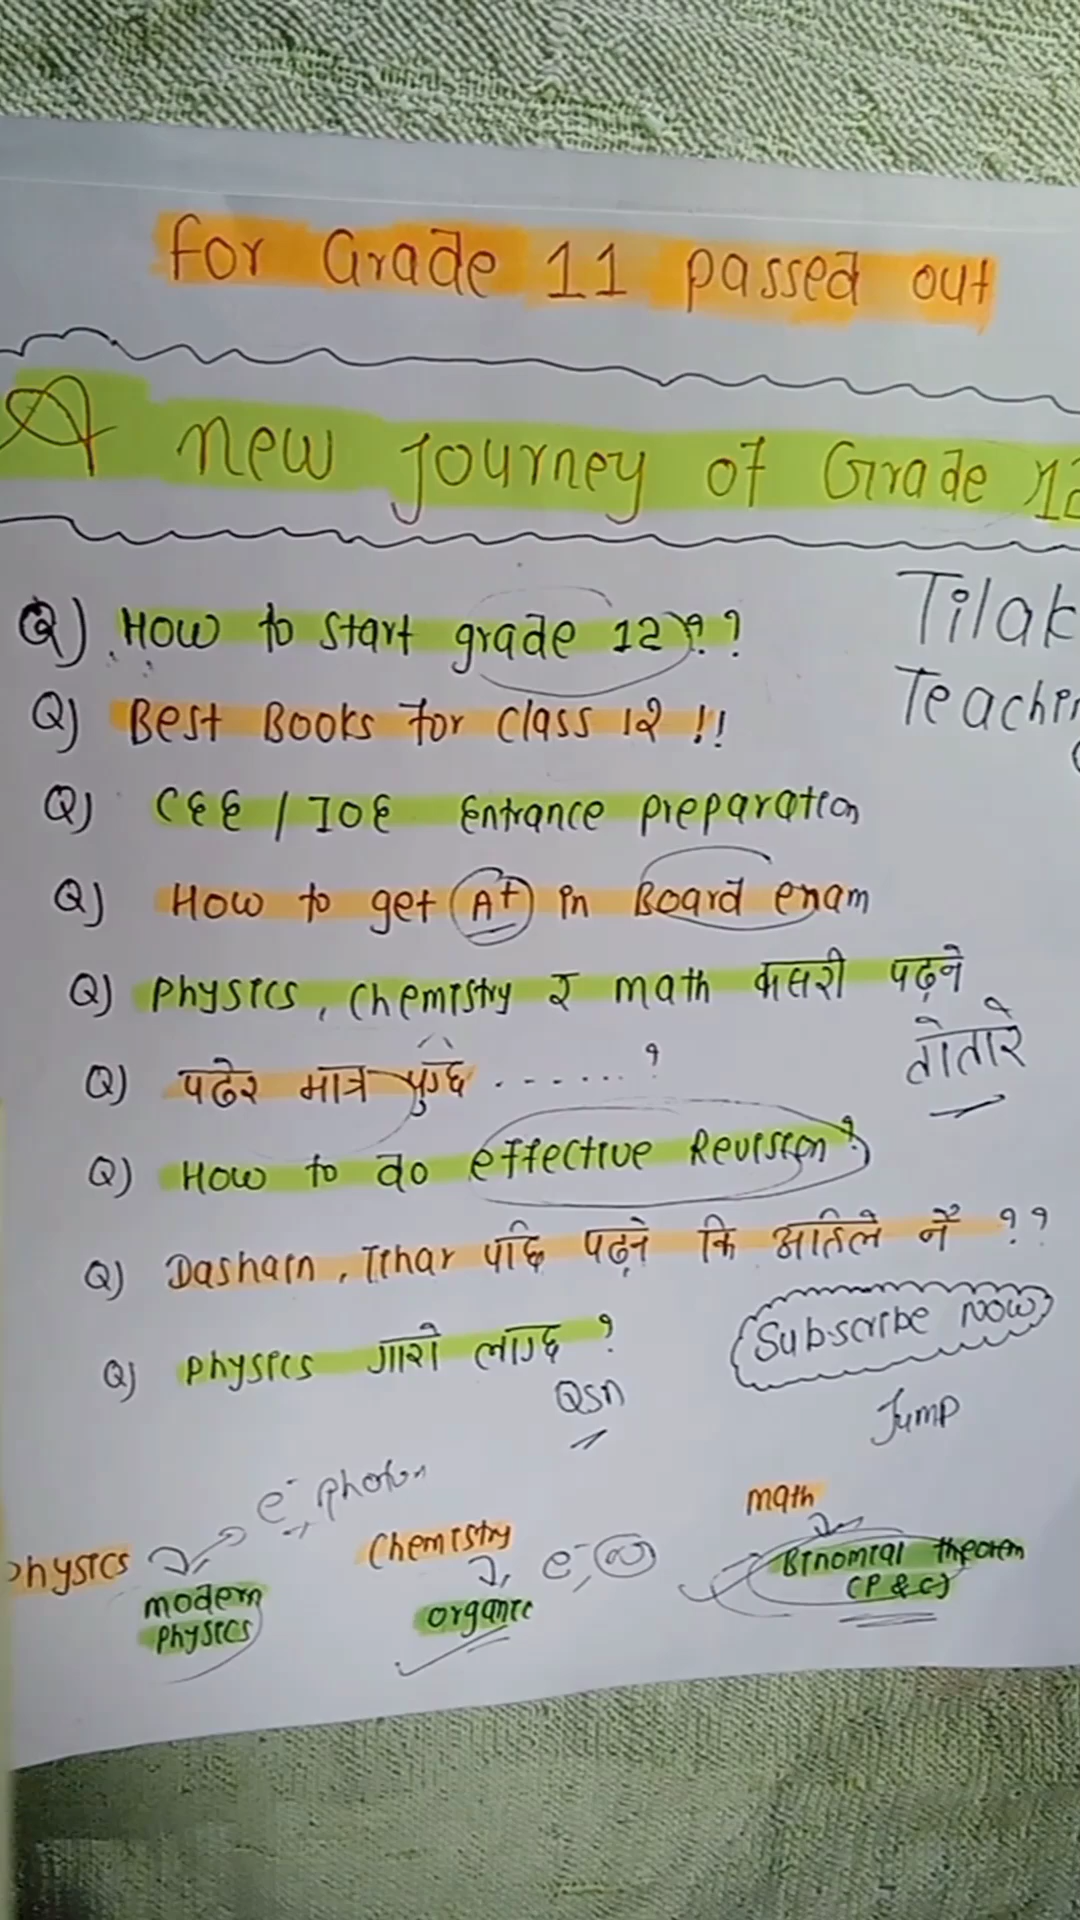 For Grade 11 passed out
A new journey of Grade 12
Q) How to start grade 12??
Tilak
Q) Best Books for class 12 !!
Q) CEE / IOE Entrance preparation
Q) How to get A+ in Board exam
Q) Physics, Chemistry र math कसरी पढ्ने
Q) पढेर मात्र पुग्छ ......?
तोतारे
Q) How to do effective Revision?
Q) Dashain, Tihar पछि पढ्ने कि अहिले नै ??
Q) Physics गारो लाग्छ ?
Subscribe Now
Qsn
Jump
e⁻, photon
Physics
Chemistry
e⁻,
math
modern
physics
organic
Binomial theorem
(P & C)